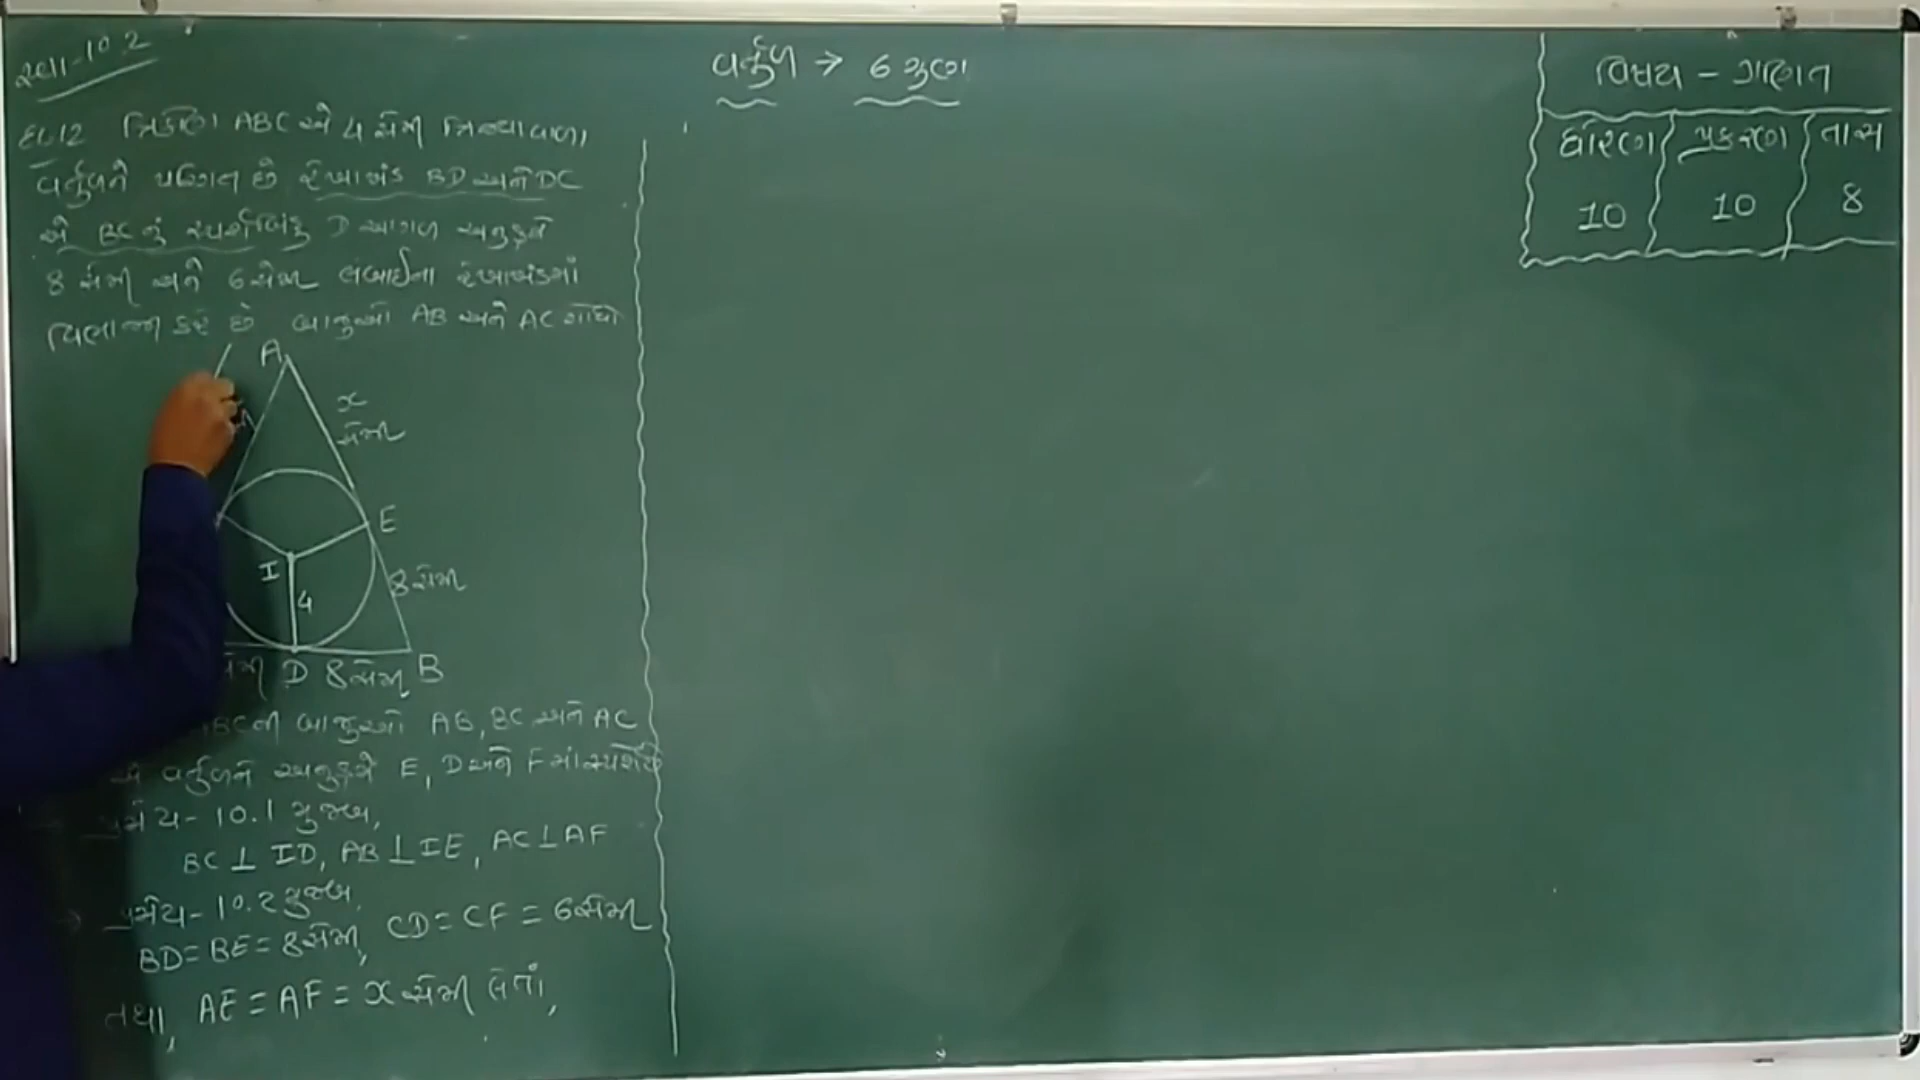 સ્વા-10.2
વર્તુળ → 6 ગુણ
વિષય - ગણિત
ધોરણ પ્રકરણ તાસ
10 10 8
દા.12 ત્રિકોણ ABC એ 4 સેમી ત્રિજ્યાવાળા
વર્તુળને પરિગત છે રેખાખંડ BD અને DC
એ BC નું સ્પર્શબિંદુ D આગળ અનુક્રમે
8 સેમી અને 6 સેમી લંબાઈના રેખાખંડમાં
વિભાજન કરે છે બાજુઓ AB અને AC શોધો
A
x
સેમી
E
I
4
8 સેમી
સેમી D 8 સેમી B
ABC ની બાજુઓ AB, BC અને AC
એ વર્તુળને અનુક્રમે E, D અને F માં સ્પર્શે છે
પ્રમેય - 10.1 મુજબ,
BC ⊥ ID, AB ⊥ IE, AC ⊥ AF
→ પ્રમેય - 10.2 મુજબ,
BD = BE = 8 સેમી, CD = CF = 6 સેમી
તથા, AE = AF = x સેમી લેતાં,